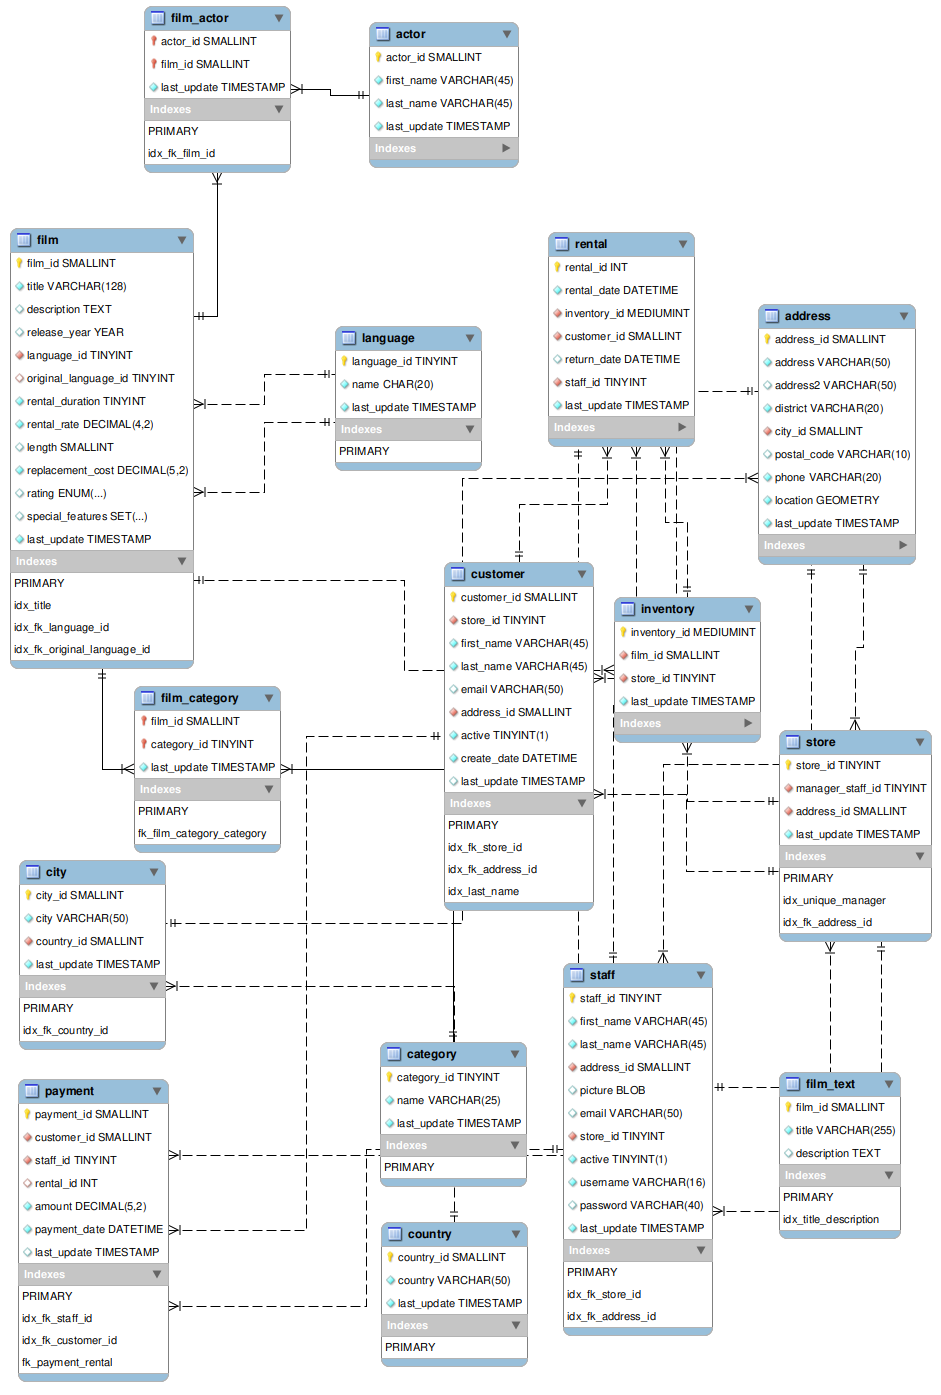 film_actor
actor_id SMALLINT
film_id SMALLINT
last_update TIMESTAMP
Indexes
PRIMARY
idx_fk_film_id
actor
actor_id SMALLINT
first_name VARCHAR(45)
last_name VARCHAR(45)
last_update TIMESTAMP
Indexes
film
film_id SMALLINT
title VARCHAR(128)
description TEXT
release_year YEAR
language_id TINYINT
original_language_id TINYINT
rental_duration TINYINT
rental_rate DECIMAL(4,2)
length SMALLINT
replacement_cost DECIMAL(5,2)
rating ENUM(...)
special_features SET(...)
last_update TIMESTAMP
Indexes
PRIMARY
idx_title
idx_fk_language_id
idx_fk_original_language_id
language
language_id TINYINT
name CHAR(20)
last_update TIMESTAMP
Indexes
PRIMARY
rental
rental_id INT
rental_date DATETIME
inventory_id MEDIUMINT
customer_id SMALLINT
return_date DATETIME
staff_id TINYINT
last_update TIMESTAMP
Indexes
address
address_id SMALLINT
address VARCHAR(50)
address2 VARCHAR(50)
district VARCHAR(20)
city_id SMALLINT
postal_code VARCHAR(10)
phone VARCHAR(20)
location GEOMETRY
last_update TIMESTAMP
Indexes
customer
customer_id SMALLINT
store_id TINYINT
first_name VARCHAR(45)
last_name VARCHAR(45)
email VARCHAR(50)
address_id SMALLINT
active TINYINT(1)
create_date DATETIME
last_update TIMESTAMP
Indexes
PRIMARY
idx_fk_store_id
idx_fk_address_id
idx_last_name
inventory
inventory_id MEDIUMINT
film_id SMALLINT
store_id TINYINT
last_update TIMESTAMP
Indexes
film_category
film_id SMALLINT
category_id TINYINT
last_update TIMESTAMP
Indexes
PRIMARY
fk_film_category_category
store
store_id TINYINT
manager_staff_id TINYINT
address_id SMALLINT
last_update TIMESTAMP
Indexes
PRIMARY
idx_unique_manager
idx_fk_address_id
city
city_id SMALLINT
city VARCHAR(50)
country_id SMALLINT
last_update TIMESTAMP
Indexes
PRIMARY
idx_fk_country_id
staff
staff_id TINYINT
first_name VARCHAR(45)
last_name VARCHAR(45)
address_id SMALLINT
picture BLOB
email VARCHAR(50)
store_id TINYINT
active TINYINT(1)
username VARCHAR(16)
password VARCHAR(40)
last_update TIMESTAMP
Indexes
PRIMARY
idx_fk_store_id
idx_fk_address_id
category
category_id TINYINT
name VARCHAR(25)
last_update TIMESTAMP
Indexes
PRIMARY
film_text
film_id SMALLINT
title VARCHAR(255)
description TEXT
Indexes
PRIMARY
idx_title_description
payment
payment_id SMALLINT
customer_id SMALLINT
staff_id TINYINT
rental_id INT
amount DECIMAL(5,2)
payment_date DATETIME
last_update TIMESTAMP
Indexes
PRIMARY
idx_fk_staff_id
idx_fk_customer_id
fk_payment_rental
country
country_id SMALLINT
country VARCHAR(50)
last_update TIMESTAMP
Indexes
PRIMARY